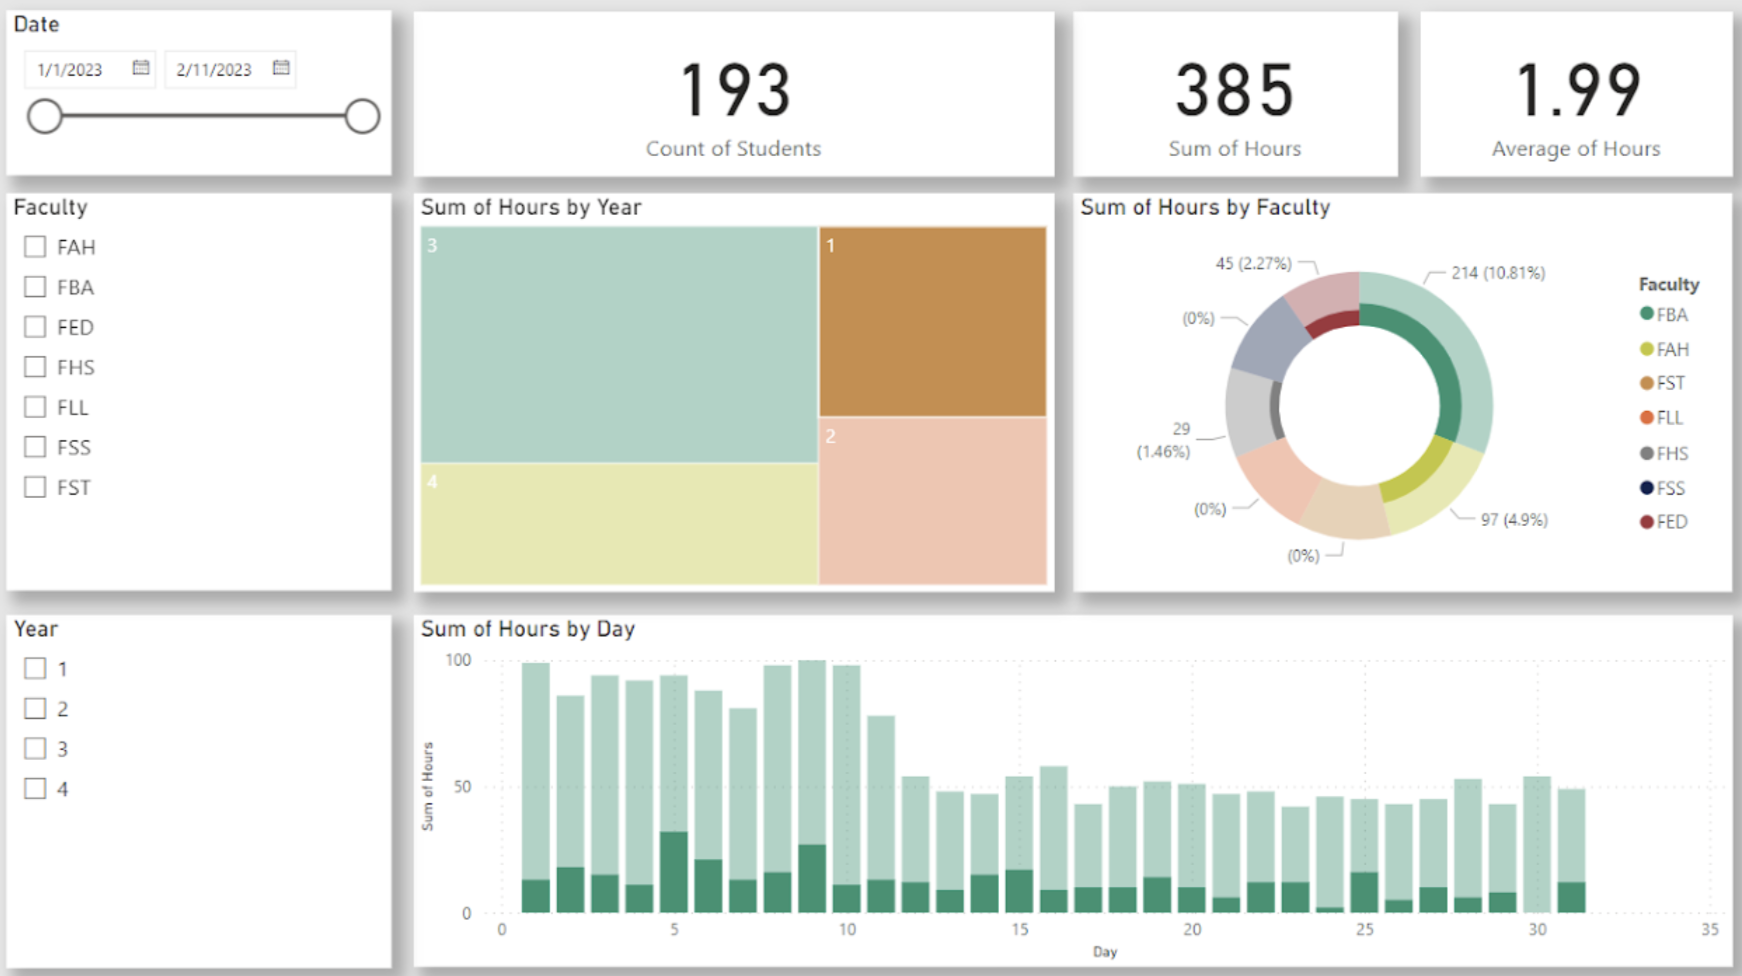 Date
1/1/2023
2/11/2023
193
Count of Students
385
Sum of Hours
1.99
Average of Hours
Faculty
FAH
FBA
FED
FHS
FLL
FSS
FST
Sum of Hours by Year
3
1
2
4
Sum of Hours by Faculty
45 (2.27%)
214 (10.81%)
(0%)
29
(1.46%)
(0%)
(0%)
97 (4.9%)
Faculty
FBA
FAH
FST
FLL
FHS
FSS
FED
Year
1
2
3
4
Sum of Hours by Day
Sum of Hours
100
50
0
0
5
10
15
20
25
30
35
Day